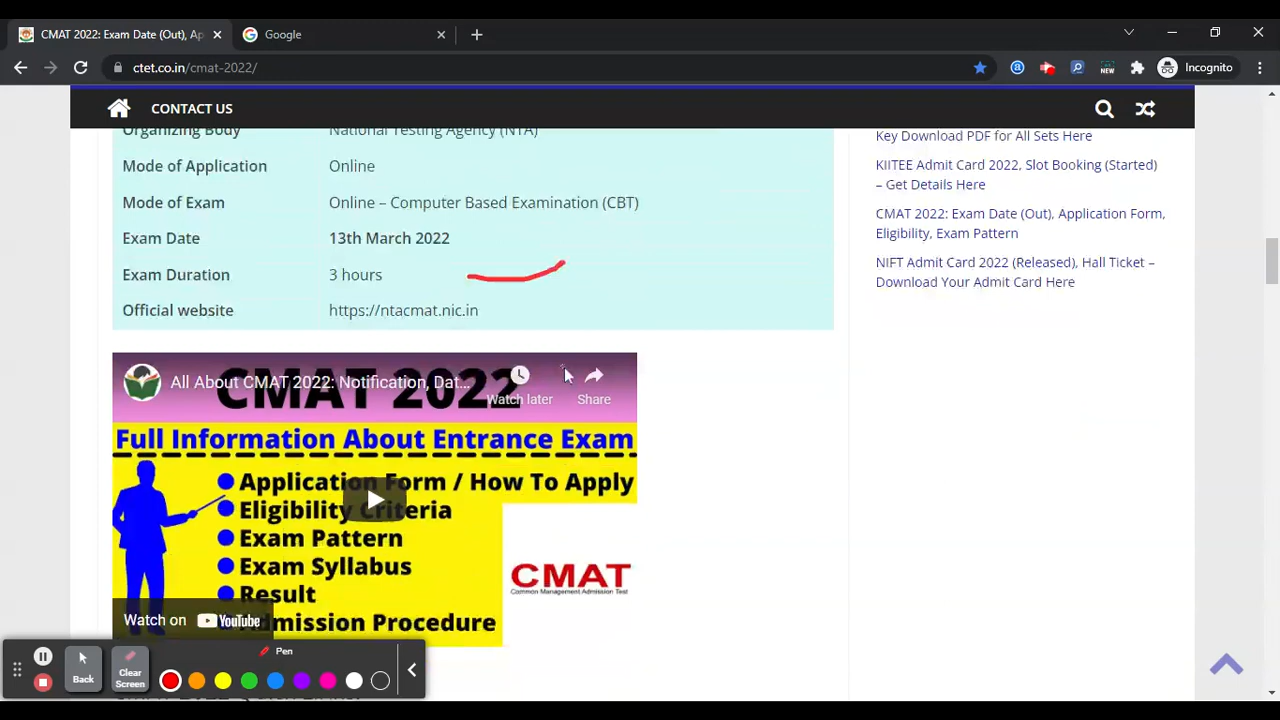 CMAT 2022: Exam Date (Out), Ap
Google
ctet.co.in/cmat-2022/
NEW
Incognito
CONTACT US
Organizing Body National Testing Agency (NTA)
Mode of Application Online
Mode of Exam Online – Computer Based Examination (CBT)
Exam Date 13th March 2022
Exam Duration 3 hours
Official website https://ntacmat.nic.in
Key Download PDF for All Sets Here
KIITEE Admit Card 2022, Slot Booking (Started)
– Get Details Here
CMAT 2022: Exam Date (Out), Application Form,
Eligibility, Exam Pattern
NIFT Admit Card 2022 (Released), Hall Ticket –
Download Your Admit Card Here
All About CMAT 2022: Notification, Dat...
CMAT 2022
Watch later
Share
Full Information About Entrance Exam
Application Form / How To Apply
Eligibility Criteria
Exam Pattern
Exam Syllabus
Result
Admission Procedure
CMAT
Common Management Admission Test
Watch on YouTube
Pen
Back
Clear
Screen